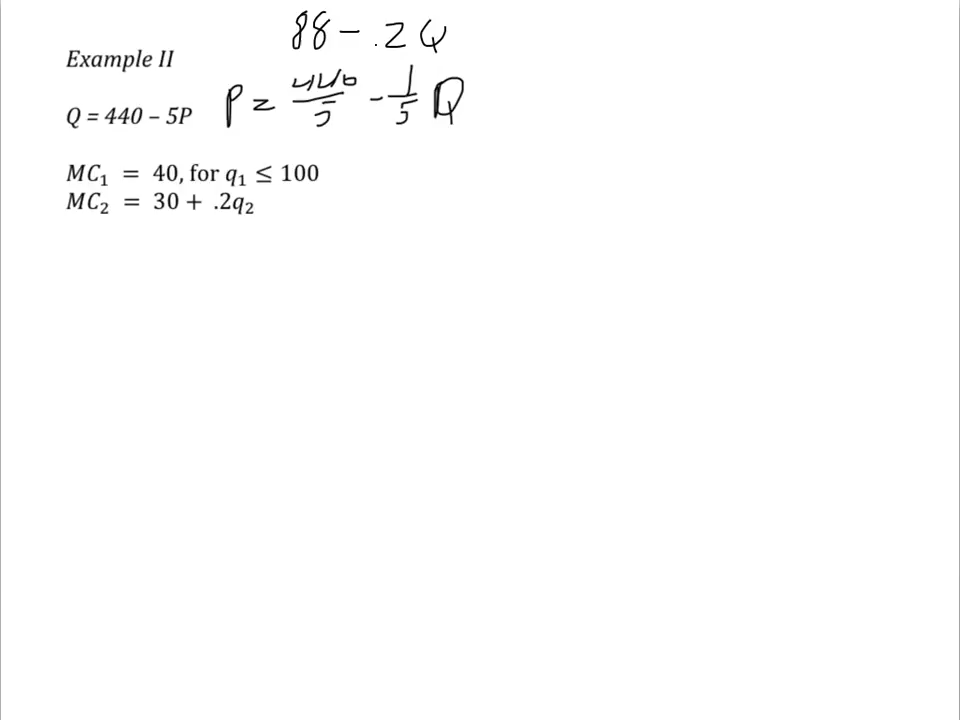 88 - .2Q
Example II
Q = 440 – 5P P = 440/5 - 1/5 Q
MC₁ = 40, for q₁ ≤ 100
MC₂ = 30 + .2q₂